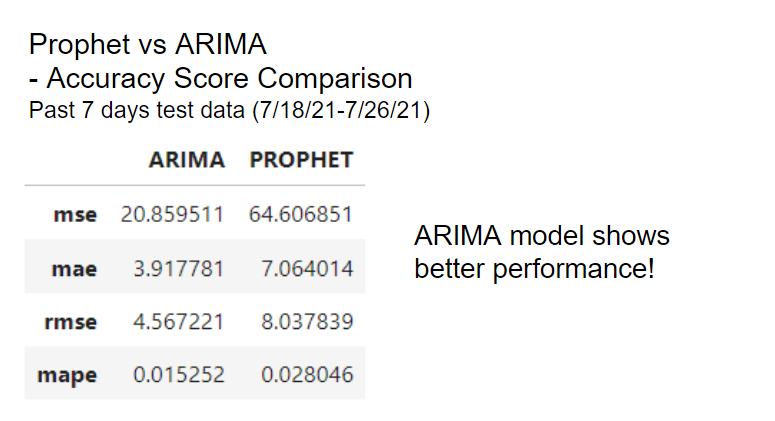 Prophet vs ARIMA
- Accuracy Score Comparison
Past 7 days test data (7/18/21-7/26/21)
ARIMA PROPHET
mse 20.859511 64.606851
mae 3.917781 7.064014
rmse 4.567221 8.037839
mape 0.015252 0.028046
ARIMA model shows
better performance!